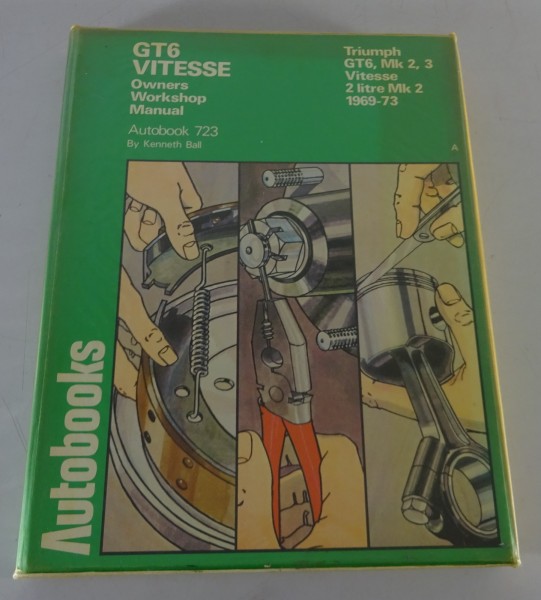 GT6
VITESSE
Owners
Workshop
Manual
Autobook 723
By Kenneth Ball
Triumph
GT6, Mk 2, 3
Vitesse
2 litre Mk 2
1969-73
A
Autobooks